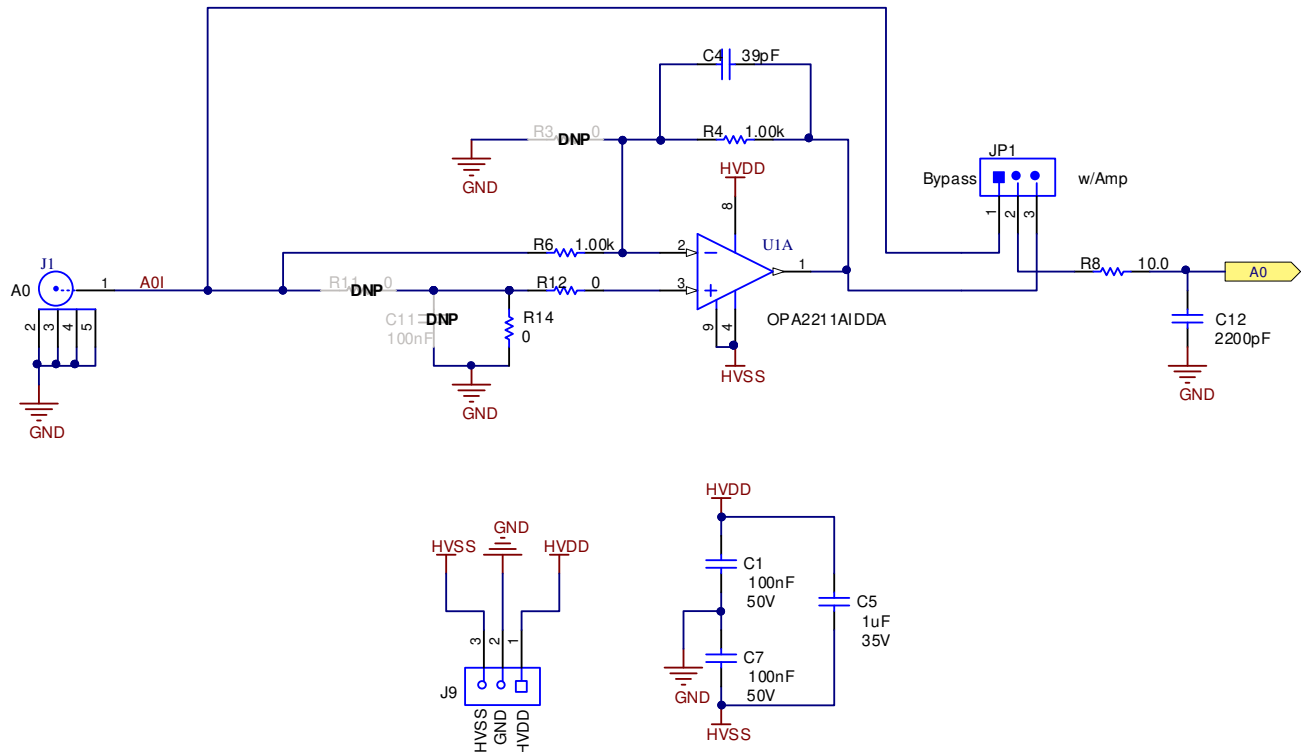 C4 39pF
R3 DNP 0
R4 1.00k
GND
HVDD
JP1
Bypass
w/Amp
8
1
2
3
R6 1.00k
2
U1A
1
R8 10.0
A0
J1
A0
1
A0I
R11 DNP 0
R12 0
3
2
3
4
5
C11 DNP
100nF
R14
0
9
4
OPA2211AIDDA
C12
2200pF
HVSS
GND
GND
GND
HVDD
GND
HVSS
HVDD
C1
100nF
50V
C5
1uF
35V
3
2
1
C7
100nF
50V
J9
GND
HVSS
GND
HVDD
HVSS